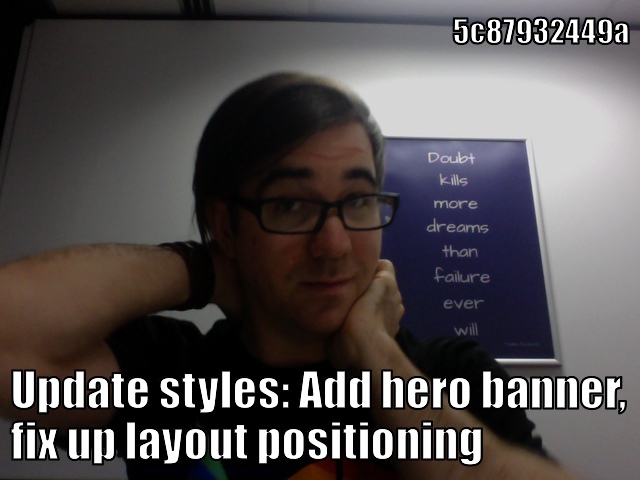 5c87932449a
Doubt
kills
more
dreams
than
failure
ever
will
Update styles: Add hero banner,
fix up layout positioning